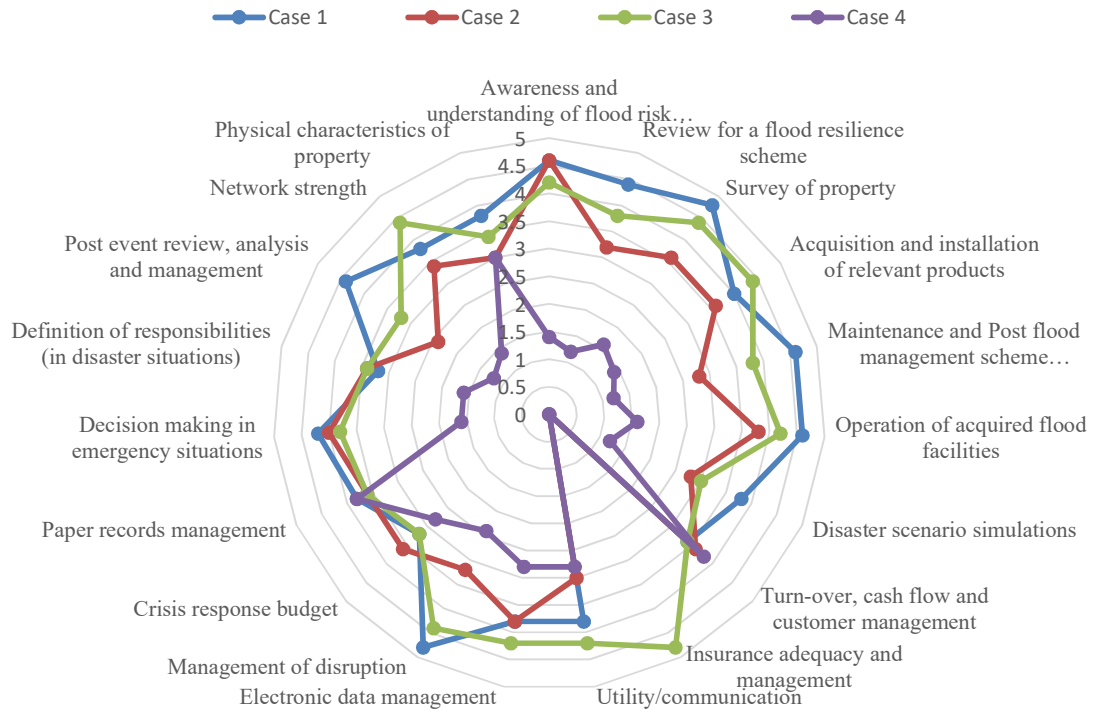 Case 1
Case 2
Case 3
Case 4
Awareness and
understanding of flood risk…
Review for a flood resilience
scheme
Survey of property
Acquisition and installation
of relevant products
Maintenance and Post flood
management scheme…
Operation of acquired flood
facilities
Disaster scenario simulations
Turn-over, cash flow and
customer management
Insurance adequacy and
management
Utility/communication
Electronic data management
Management of disruption
Crisis response budget
Paper records management
Decision making in
emergency situations
Definition of responsibilities
(in disaster situations)
Post event review, analysis
and management
Network strength
Physical characteristics of
property
5
4.5
4
3.5
3
2.5
2
1.5
1
0.5
0